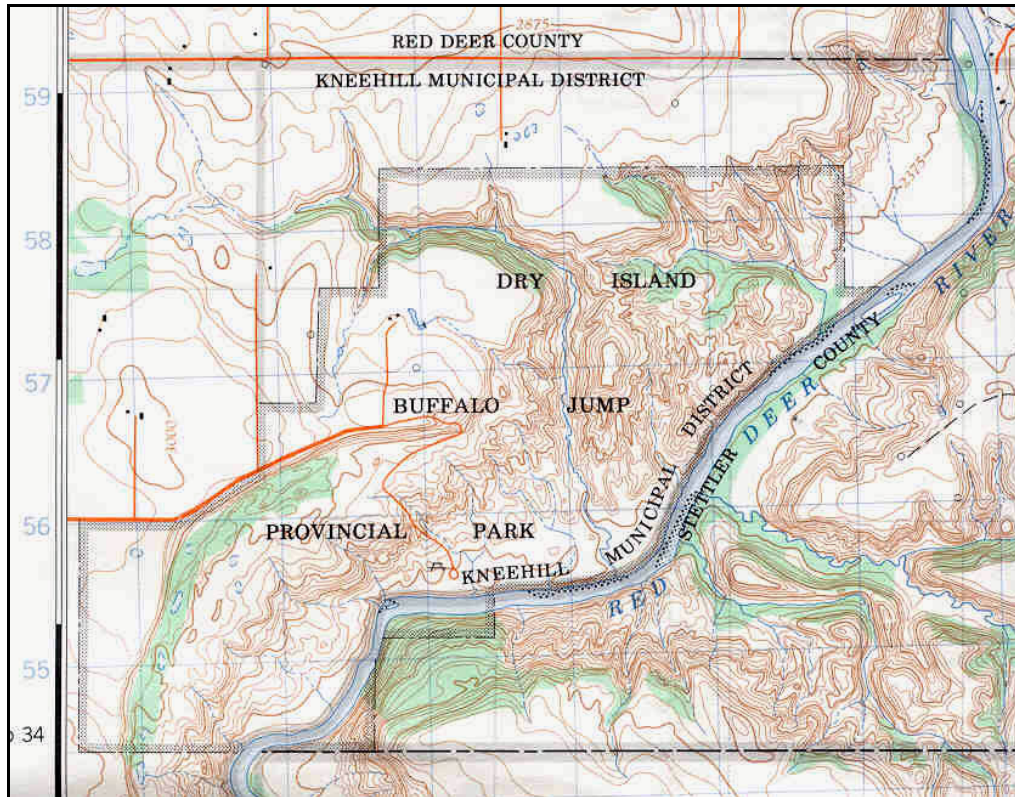 2875
RED DEER COUNTY
KNEEHILL MUNICIPAL DISTRICT
59
2375
58
RIVER
DRY ISLAND
57
COUNTY
DISTRICT
DEER
BUFFALO JUMP
3000
STETTLER
MUNICIPAL
56
PROVINCIAL PARK
KNEEHILL
RED
55
34